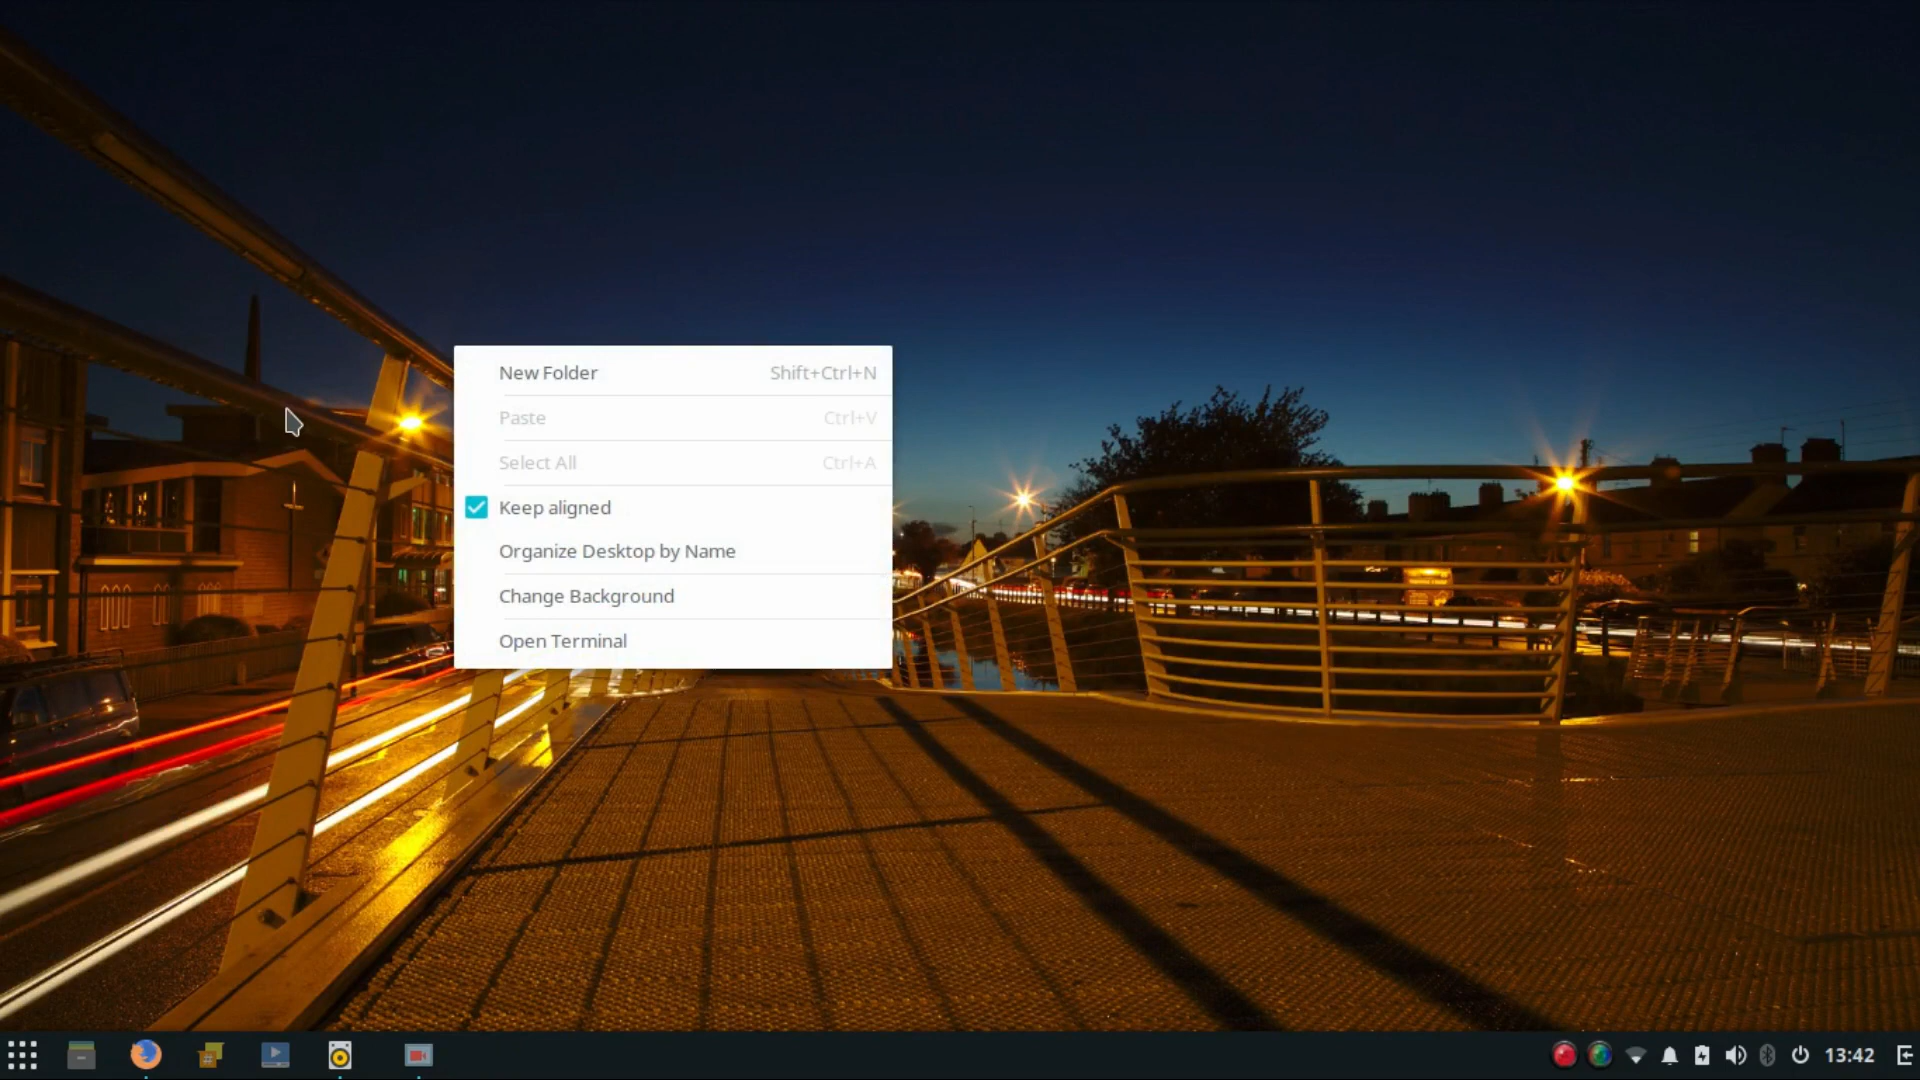 New Folder Shift+Ctrl+N
Paste Ctrl+V
Select All Ctrl+A
Keep aligned
Organize Desktop by Name
Change Background
Open Terminal
13:42